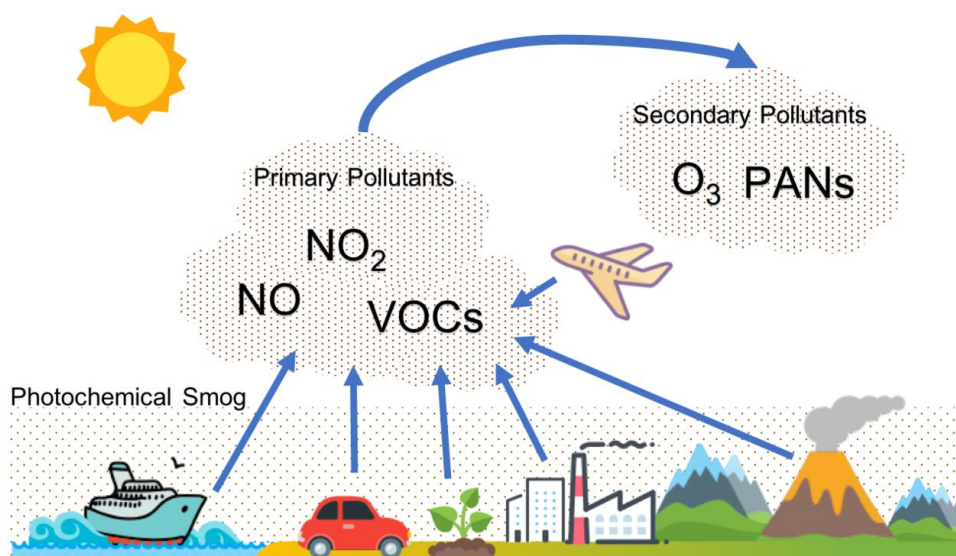 Secondary Pollutants
O₃ PANs
Primary Pollutants
NO₂
NO
VOCs
Photochemical Smog